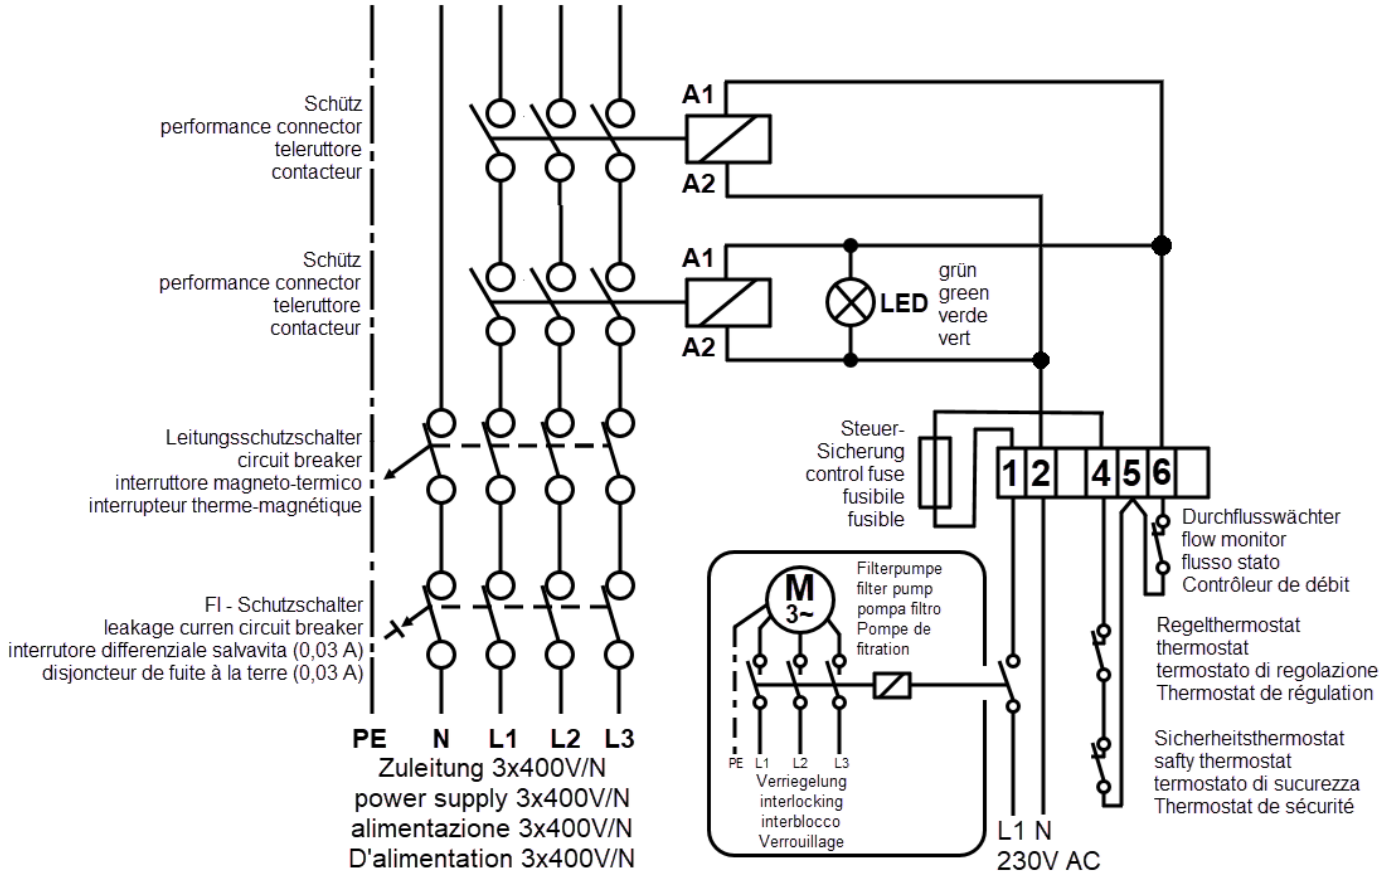 Schütz
performance connector
teleruttore
contacteur
A1
A2
Schütz
performance connector
teleruttore
contacteur
A1
A2
LED
grün
green
verde
vert
Leitungsschutzschalter
circuit breaker
interruttore magneto-termico
interrupteur therme-magnétique
Steuer-
Sicherung
control fuse
fusibile
fusible
1 2 4 5 6
Durchflusswächter
flow monitor
flusso stato
Contrôleur de débit
FI - Schutzschalter
leakage curren circuit breaker
interrutore differenziale salvavita (0,03 A)
disjoncteur de fuite à la terre (0,03 A)
M
3~
Filterpumpe
filter pump
pompa filtro
Pompe de
fitration
Regelthermostat
thermostat
termostato di regolazione
Thermostat de régulation
PE L1 L2 L3
Verriegelung
interlocking
interblocco
Verrouillage
Sicherheitsthermostat
safty thermostat
termostato di sucurezza
Thermostat de sécurité
L1 N
230V AC
PE N L1 L2 L3
Zuleitung 3x400V/N
power supply 3x400V/N
alimentazione 3x400V/N
D'alimentation 3x400V/N